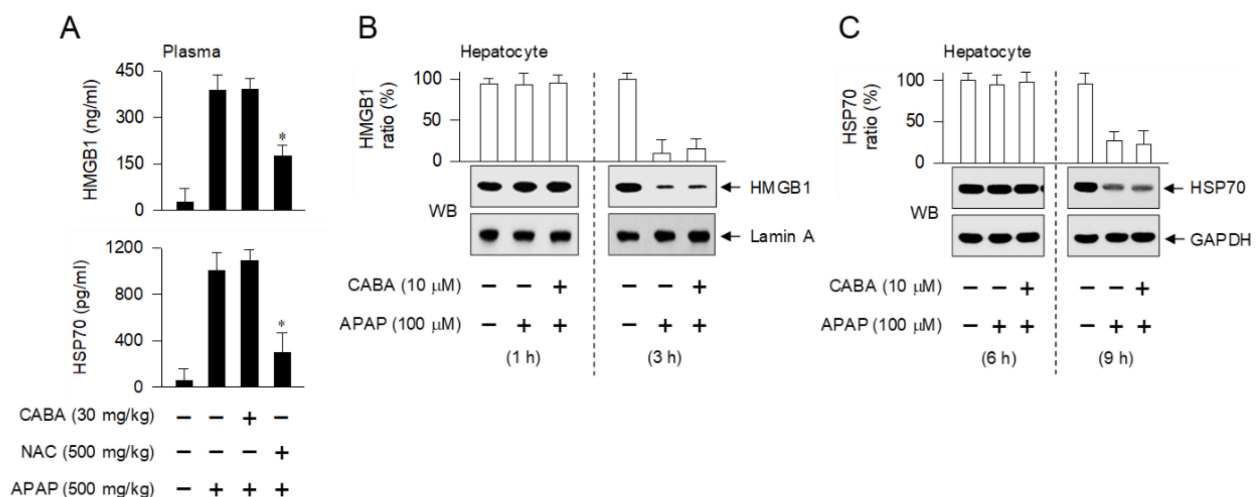 A
Plasma
HMGB1 (ng/ml)
450
300
150
0
HSP70 (pg/ml)
1200
800
400
0
*
*
CABA (30 mg/kg) − − + −
NAC (500 mg/kg) − − − +
APAP (500 mg/kg) − + + +
B
Hepatocyte
HMGB1 ratio (%)
100
50
0
WB
HMGB1
Lamin A
CABA (10 μM) − − + − − +
APAP (100 μM) − + + − + +
(1 h) (3 h)
C
Hepatocyte
HSP70 ratio (%)
100
50
0
WB
HSP70
GAPDH
CABA (10 μM) − − + − − +
APAP (100 μM) − + + − + +
(6 h) (9 h)